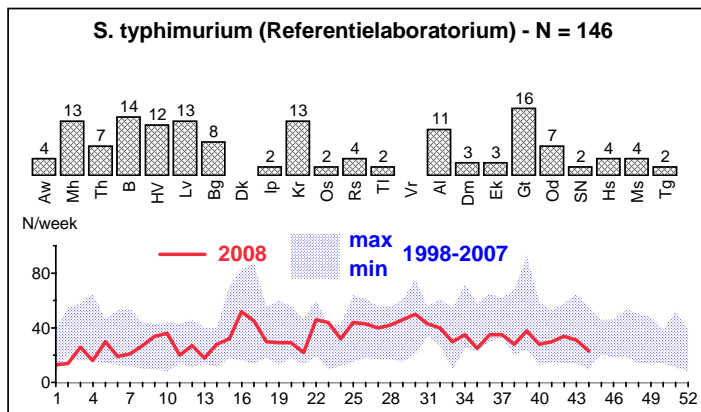 S. typhimurium (Referentielaboratorium) - N = 146
4 13 7 14 12 13 8 2 13 2 4 2 11 3 3 16 7 2 4 4 2
Aw Mh Th B HV Lv Bg Dk Ip Kr Os Rs Tl Vr Al Dm Ek Gt Od SN Hs Ms Tg
N/week
2008 max min 1998-2007
80
40
0
1 4 7 10 13 16 19 22 25 28 31 34 37 40 43 46 49 52